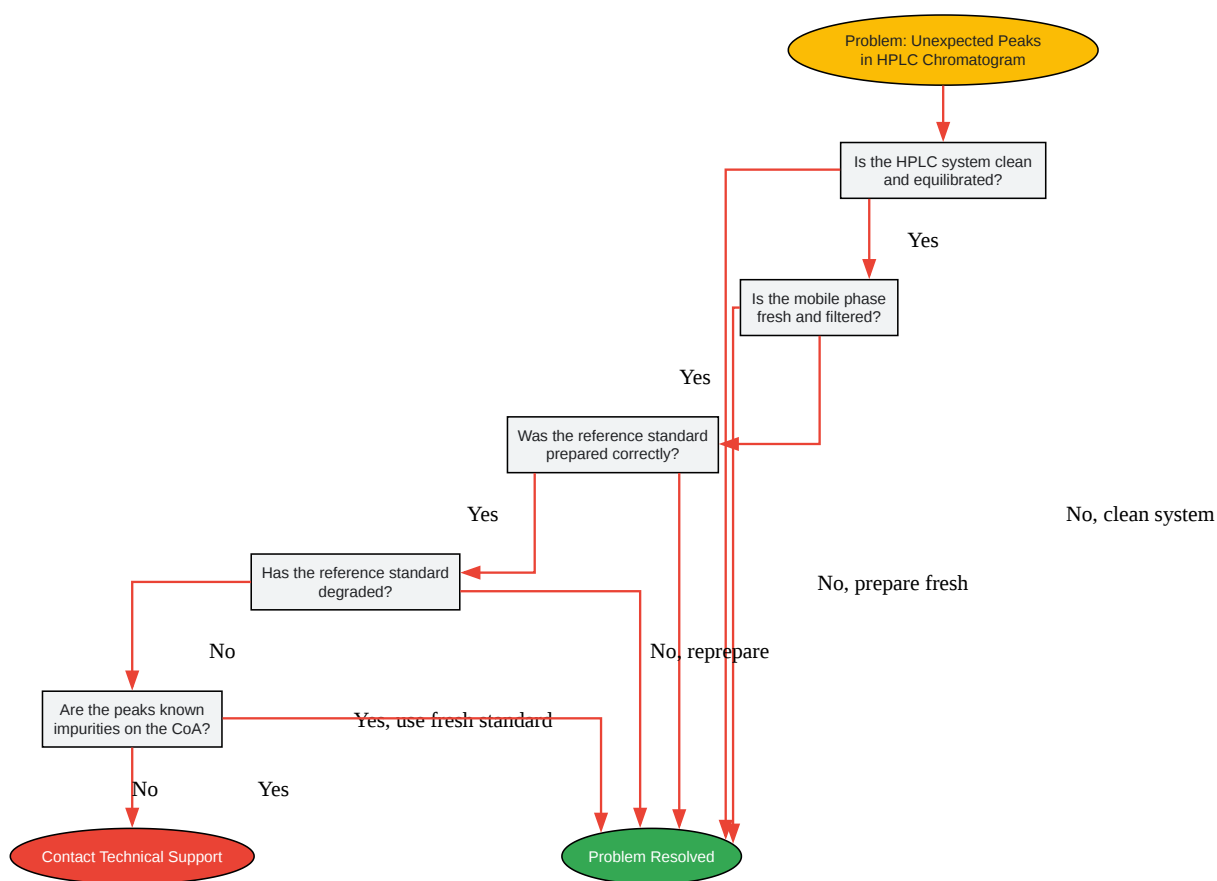 Problem: Unexpected Peaks
in HPLC Chromatogram
Is the HPLC system clean
and equilibrated?
Yes
Is the mobile phase
fresh and filtered?
Yes
Was the reference standard
prepared correctly?
Yes
No, clean system
Has the reference standard
degraded?
No, prepare fresh
No
No, reprepare
Are the peaks known
impurities on the CoA?
Yes, use fresh standard
No
Yes
Contact Technical Support
Problem Resolved